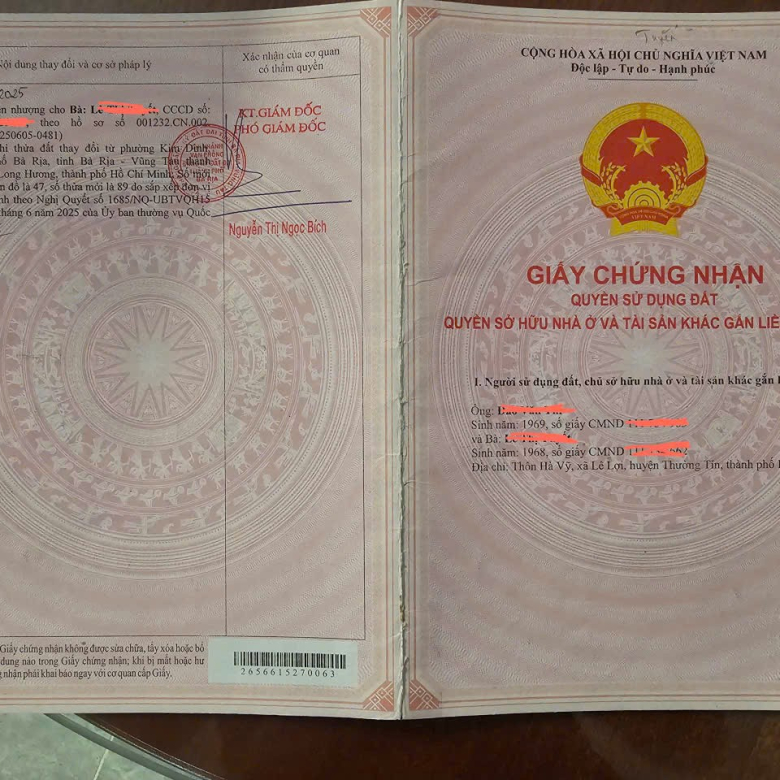 Nội dung thay đổi và cơ sở pháp lý
Xác nhận của cơ quan
có thẩm quyền
2025
nhượng cho Bà: CCCD số:
theo hồ sơ số 001232.CN.002.
250605-0481)
thửa đất thay đổi từ phường Kim Dinh,
Bà Rịa, tỉnh Bà Rịa - Vũng Tàu thành
Long Hương, thành phố Hồ Chí Minh; Số mới
đồ là 47, số thửa mới là 89 do sắp xếp đơn vị
theo Nghị Quyết số 1685/NQ-UBTVQH15
tháng 6 năm 2025 của Ủy ban thường vụ Quốc
KT.GIÁM ĐỐC
PHÓ GIÁM ĐỐC
Nguyễn Thị Ngọc Bích
Giấy chứng nhận không được sửa chữa, tẩy xóa hoặc bổ
dung nào trong Giấy chứng nhận; khi bị mất hoặc hư
nhận phải khai báo ngay với cơ quan cấp Giấy.
2656615270063
Tuyết
CỘNG HÒA XÃ HỘI CHỦ NGHĨA VIỆT NAM
Độc lập - Tự do - Hạnh phúc
VIỆT NAM
GIẤY CHỨNG NHẬN
QUYỀN SỬ DỤNG ĐẤT
QUYỀN SỞ HỮU NHÀ Ở VÀ TÀI SẢN KHÁC GẮN LIỀ
I. Người sử dụng đất, chủ sở hữu nhà ở và tài sản khác gắn
Ông:
Sinh năm: 1969, số giấy CMND
và Bà:
Sinh năm: 1968, số giấy CMND
Địa chỉ: Thôn Hà Vỹ, xã Lê Lợi, huyện Thường Tín, thành phố